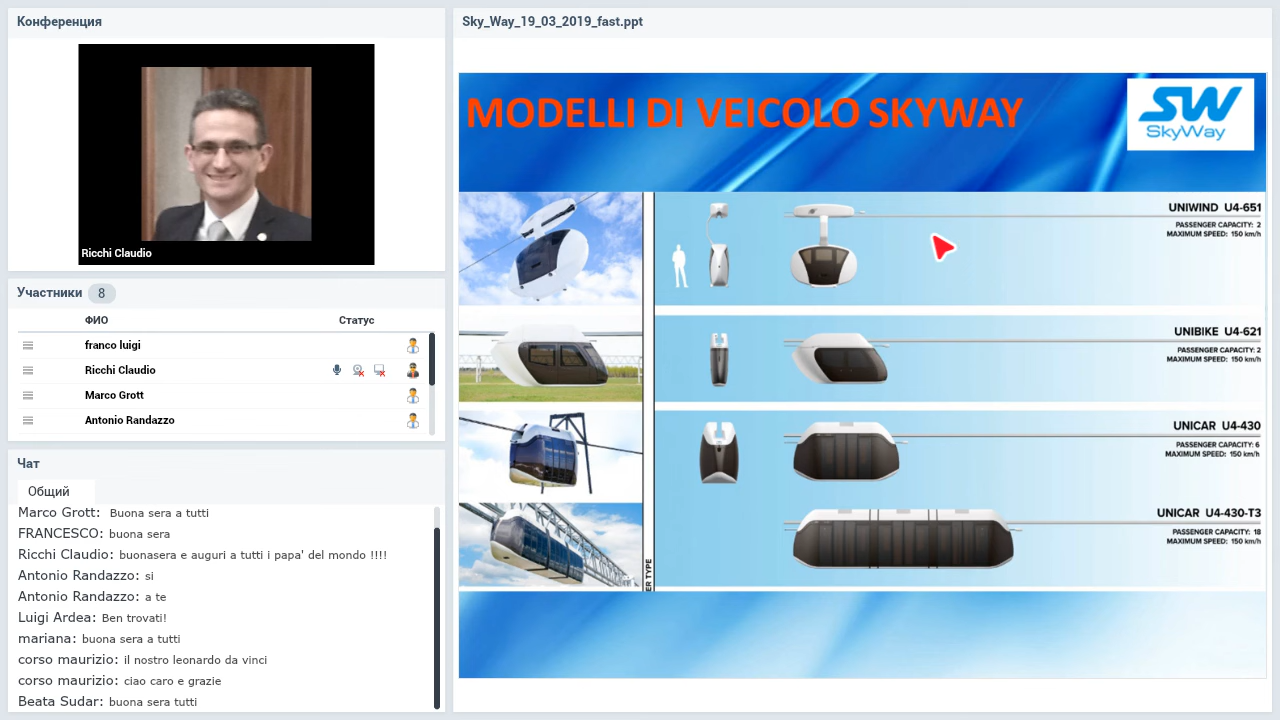 Конференция
Ricchi Claudio
Участники 8
ФИО Статус
franco luigi
Ricchi Claudio
Marco Grott
Antonio Randazzo
Чат
Общий
Marco Grott: Buona sera a tutti
FRANCESCO: buona sera
Ricchi Claudio: buonasera e auguri a tutti i papa' del mondo !!!!
Antonio Randazzo: si
Antonio Randazzo: a te
Luigi Ardea: Ben trovati!
mariana: buona sera a tutti
corso maurizio: il nostro leonardo da vinci
corso maurizio: ciao caro e grazie
Beata Sudar: buona sera tutti
Sky_Way_19_03_2019_fast.ppt
MODELLI DI VEICOLO SKYWAY
SW
SkyWay
UNIWIND U4-651
PASSENGER CAPACITY: 2
MAXIMUM SPEED: 150 km/h
UNIBIKE U4-621
PASSENGER CAPACITY: 2
MAXIMUM SPEED: 150 km/h
UNICAR U4-430
PASSENGER CAPACITY: 6
MAXIMUM SPEED: 150 km/h
UNICAR U4-430-T3
PASSENGER CAPACITY: 18
MAXIMUM SPEED: 150 km/h
ER TYPE